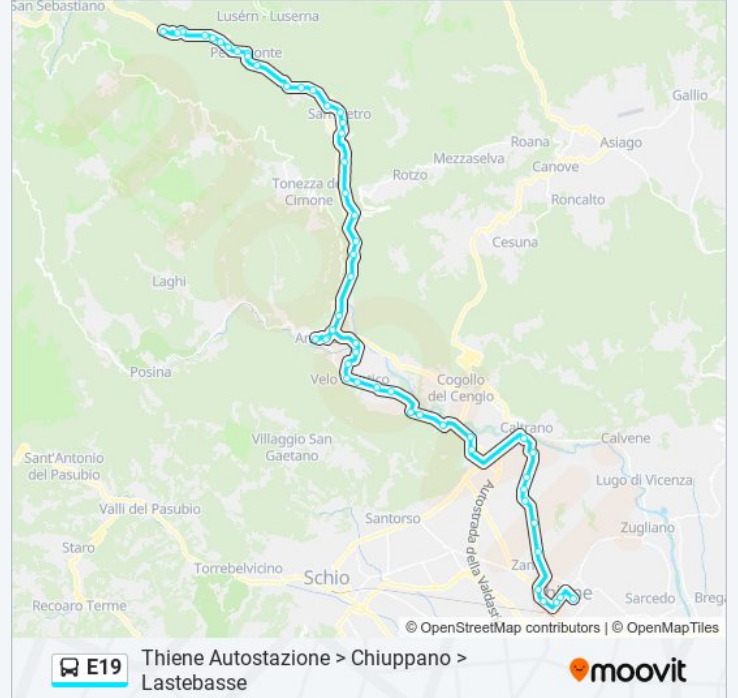 San Sebastiano
Lusérn - Luserna
Gallio
Roana
Asiago
Mezzaselva
Canove
Rotzo
Tonezza de
Cimone
Roncalto
Cesuna
Laghi
Posina
Cogollo
del Cengio
Villaggio San
Gaetano
Caltrano
Calvene
Sant'Antonio
del Pasubio
Lugo di Vicenza
Valli del Pasubio
Santorso
Autostrada della Valdast
Zugliano
Staro
Torrebelvicino
Schio
Recoaro Terme
Sarcedo
© OpenStreetMap contributors | © OpenMapTiles
E19
Thiene Autostazione > Chiuppano >
Lastebasse
moovit